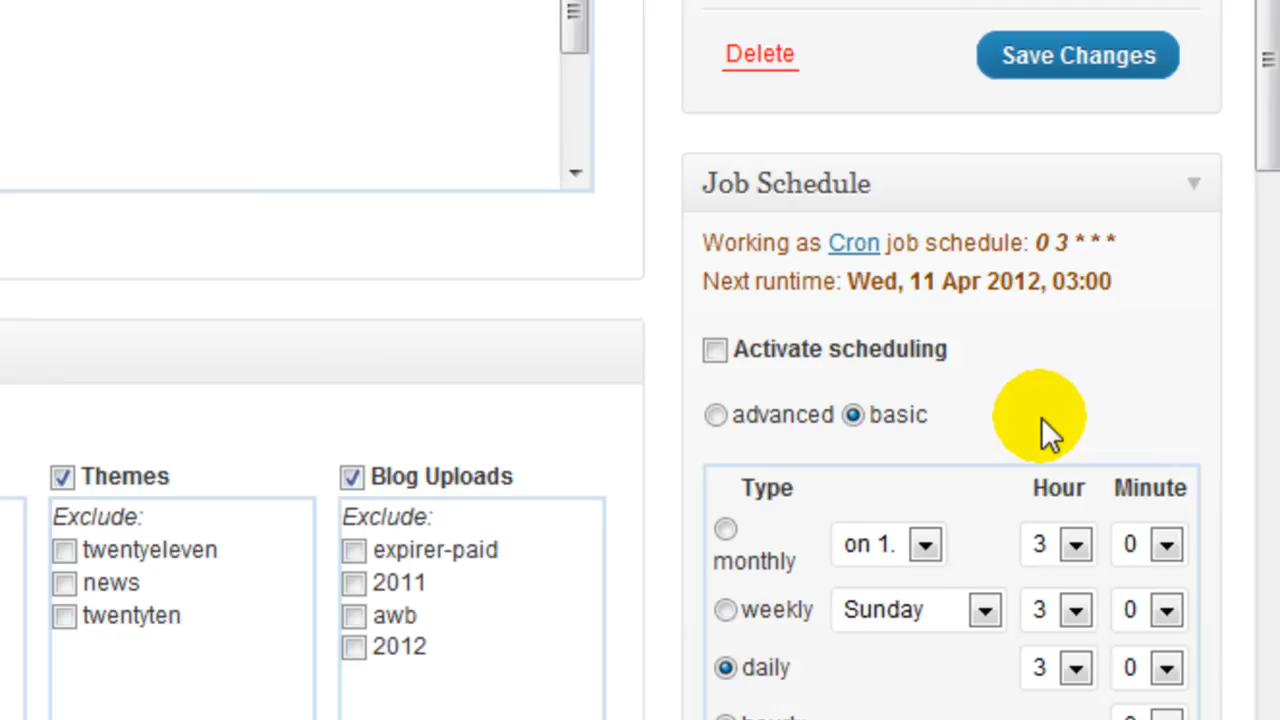 Delete
Save Changes
Job Schedule
Working as Cron job schedule: 0 3 * * *
Next runtime: Wed, 11 Apr 2012, 03:00
Activate scheduling
advanced basic
Themes
Blog Uploads
Exclude:
twentyeleven
news
twentyten
Exclude:
expirer-paid
2011
awb
2012
Type Hour Minute
monthly on 1. 3 0
weekly Sunday 3 0
daily 3 0